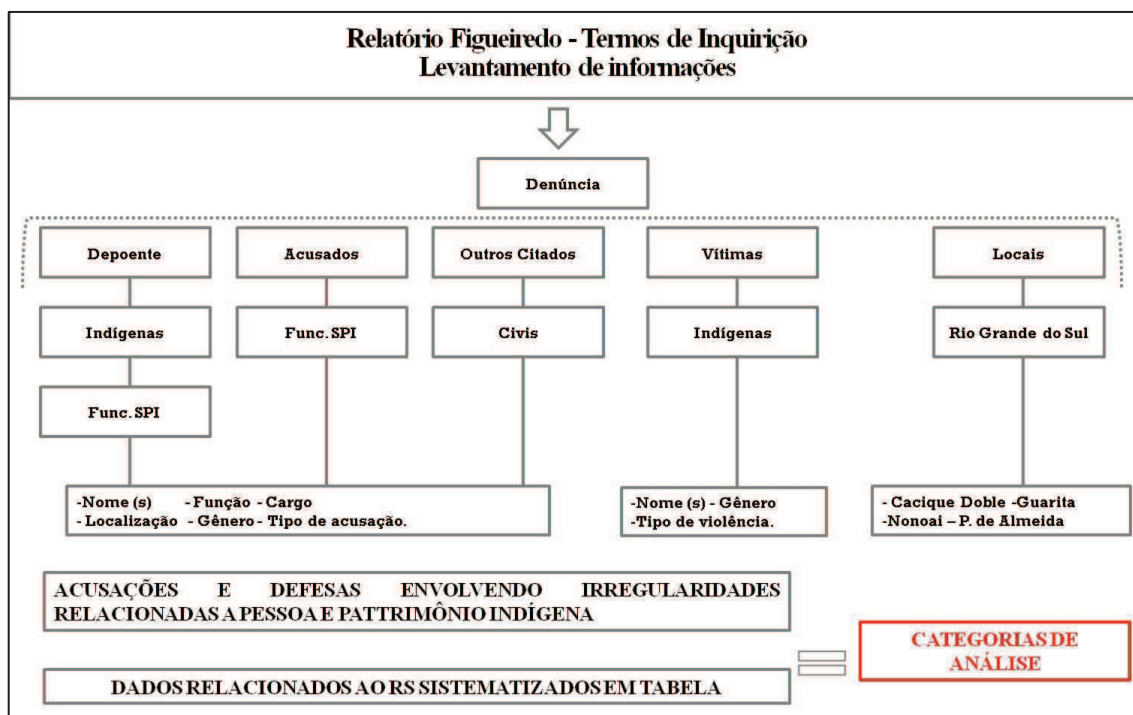 Relatório Figueiredo - Termos de Inquirição
Levantamento de informações
Denúncia
Depoente
Acusados
Outros Citados
Vítimas
Locais
Indígenas
Func. SPI
Civis
Indígenas
Rio Grande do Sul
Func. SPI
-Nome (s) - Função - Cargo
-Localização - Gênero - Tipo de acusação.
-Nome (s) - Gênero
-Tipo de violência.
- Cacique Doble -Guarita
-Nonoai – P. de Almeida
ACUSAÇÕES E DEFESAS ENVOLVENDO IRREGULARIDADES
RELACIONADAS A PESSOA E PATTRIMÔNIO INDÍGENA
CATEGORIAS DE
ANÁLISE
DADOS RELACIONADOS AO RS SISTEMATIZADOS EM TABELA